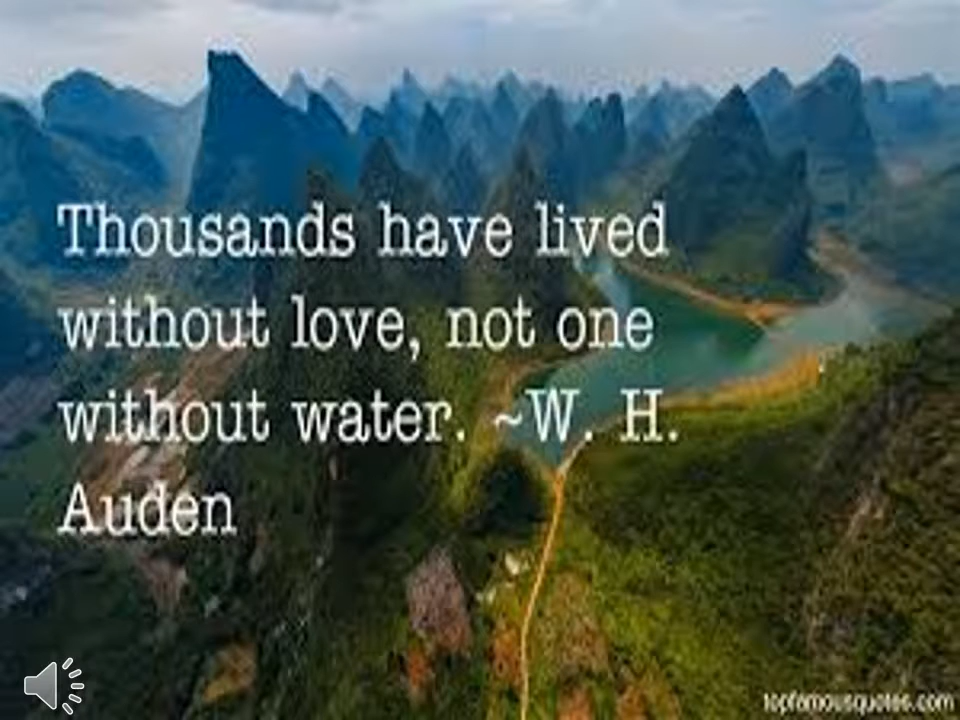 Thousands have lived
without love, not one
without water. ~W. H.
Auden
topfamousquotes.com